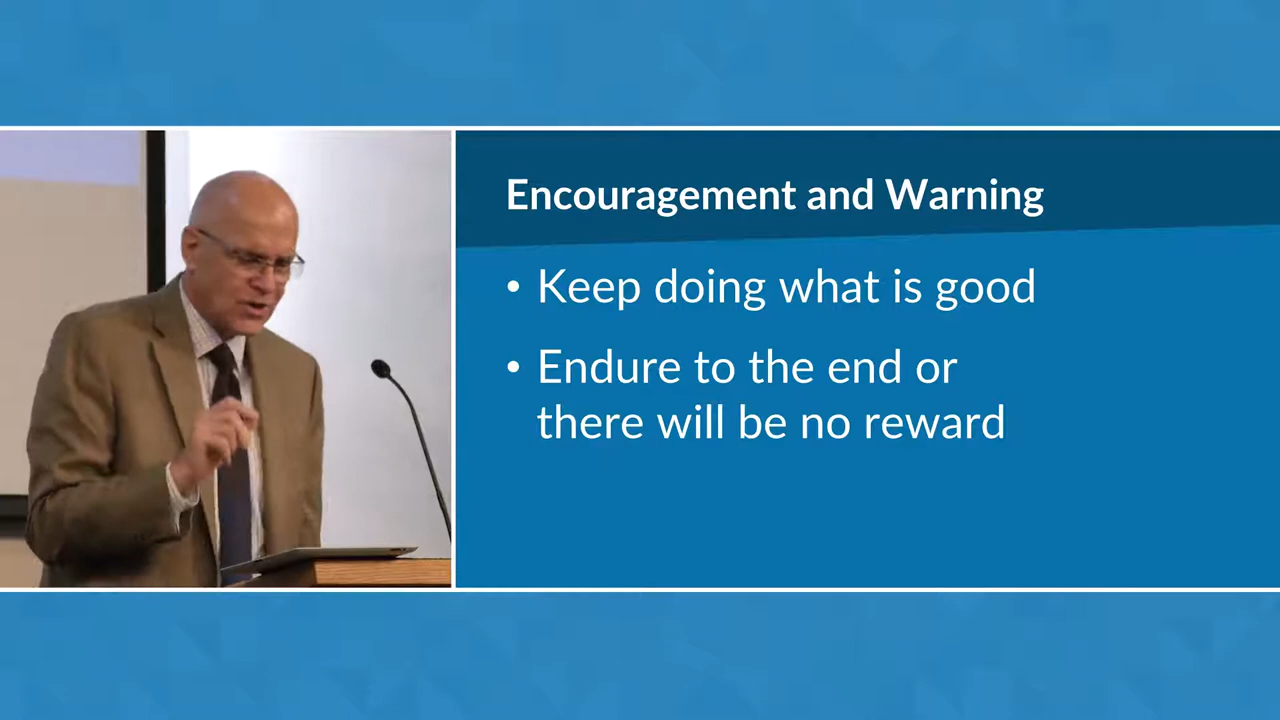 Encouragement and Warning
• Keep doing what is good
• Endure to the end or
there will be no reward